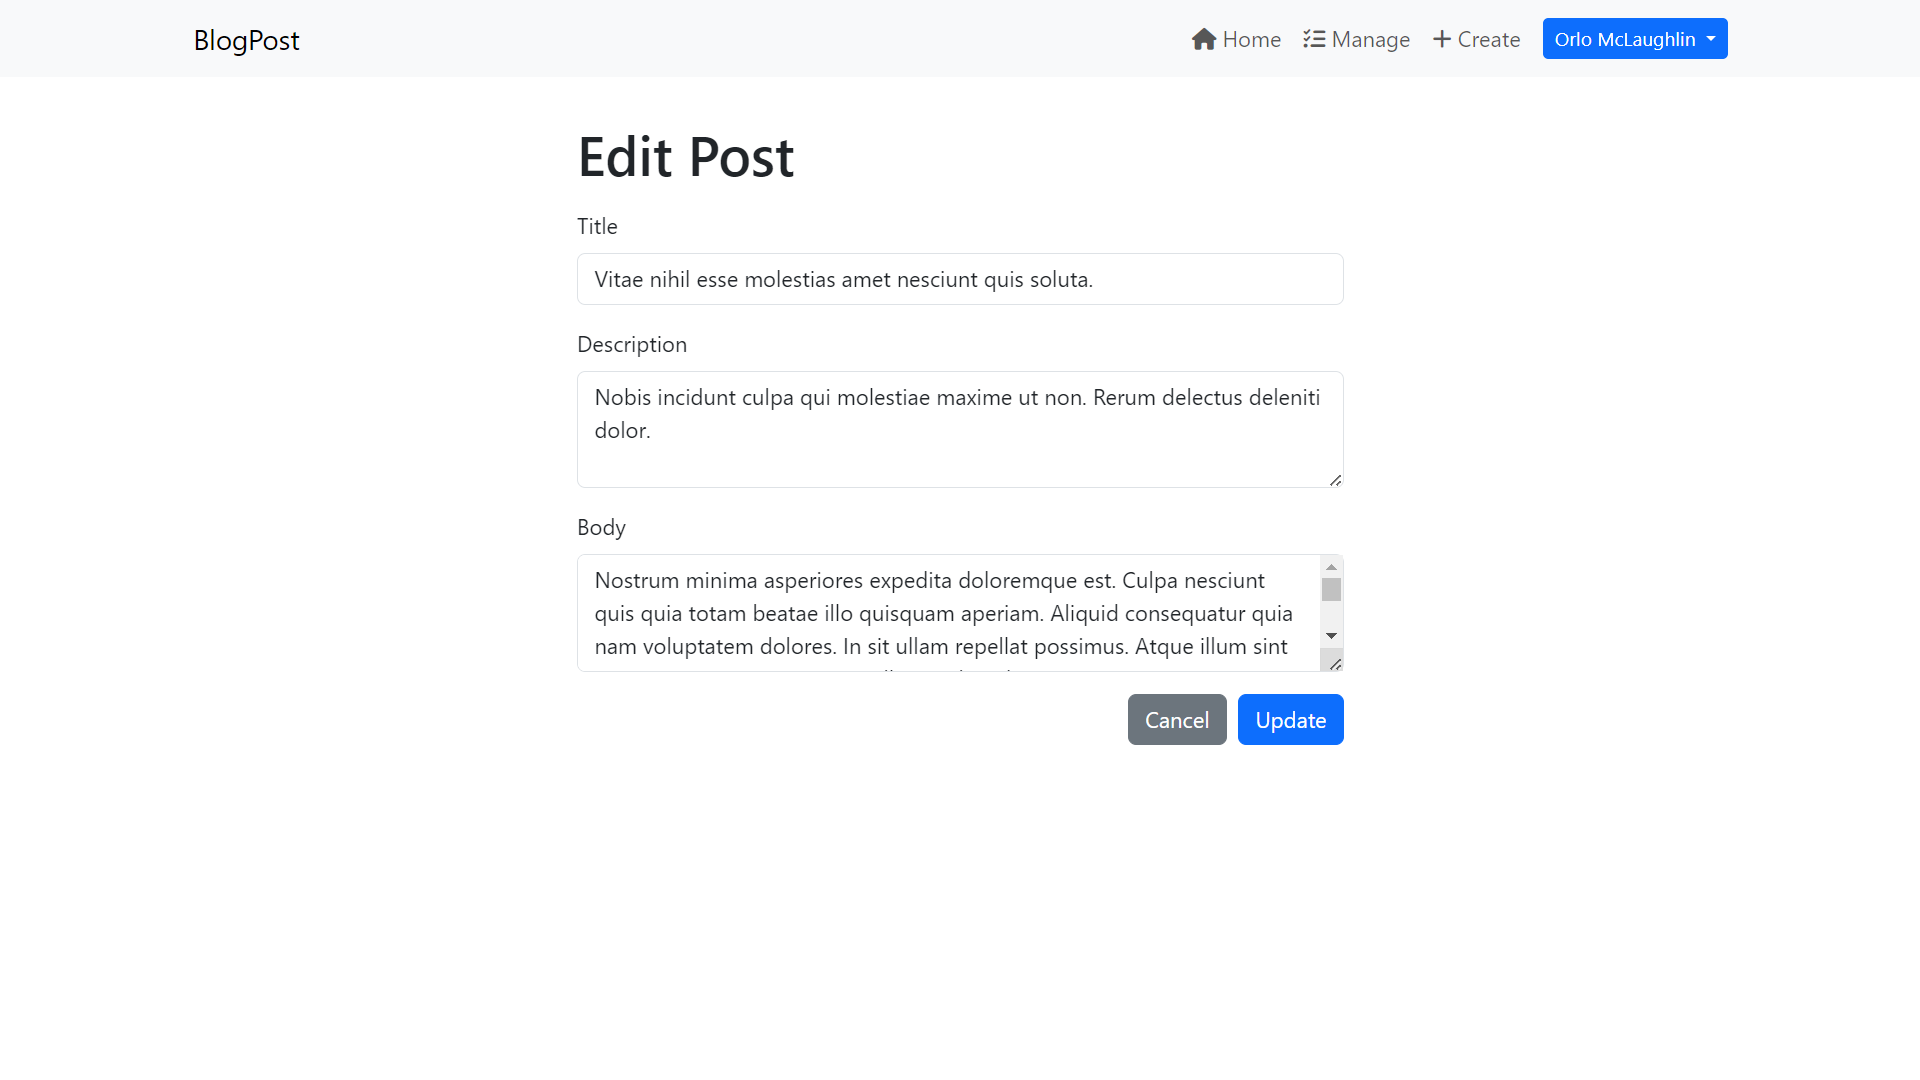 BlogPost
Home
Manage
Create
Orlo McLaughlin
Edit Post
Title
Vitae nihil esse molestias amet nesciunt quis soluta.
Description
Nobis incidunt culpa qui molestiae maxime ut non. Rerum delectus deleniti
dolor.
Body
Nostrum minima asperiores expedita doloremque est. Culpa nesciunt
quis quia totam beatae illo quisquam aperiam. Aliquid consequatur quia
nam voluptatem dolores. In sit ullam repellat possimus. Atque illum sint
Cancel
Update